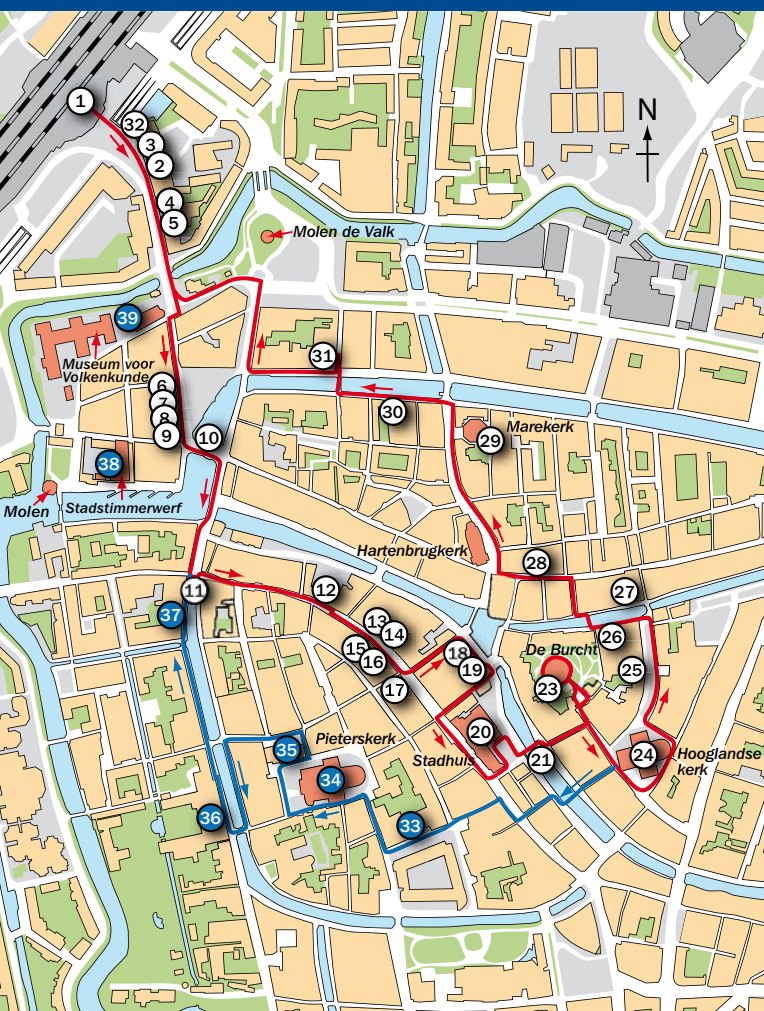 1
32
3
2
4
5
N
Molen de Valk
39
Museum voor
Volkenkunde
6
7
8
9
10
31
30
29
Marekerk
38
Molen
Stadstimmerwerf
Hartenbrugkerk
28
27
11
37
12
13
14
15
16
17
18
19
De Burcht
26
25
23
20
Stadhuis
21
24
Hooglandse
kerk
Pieterskerk
35
34
36
33